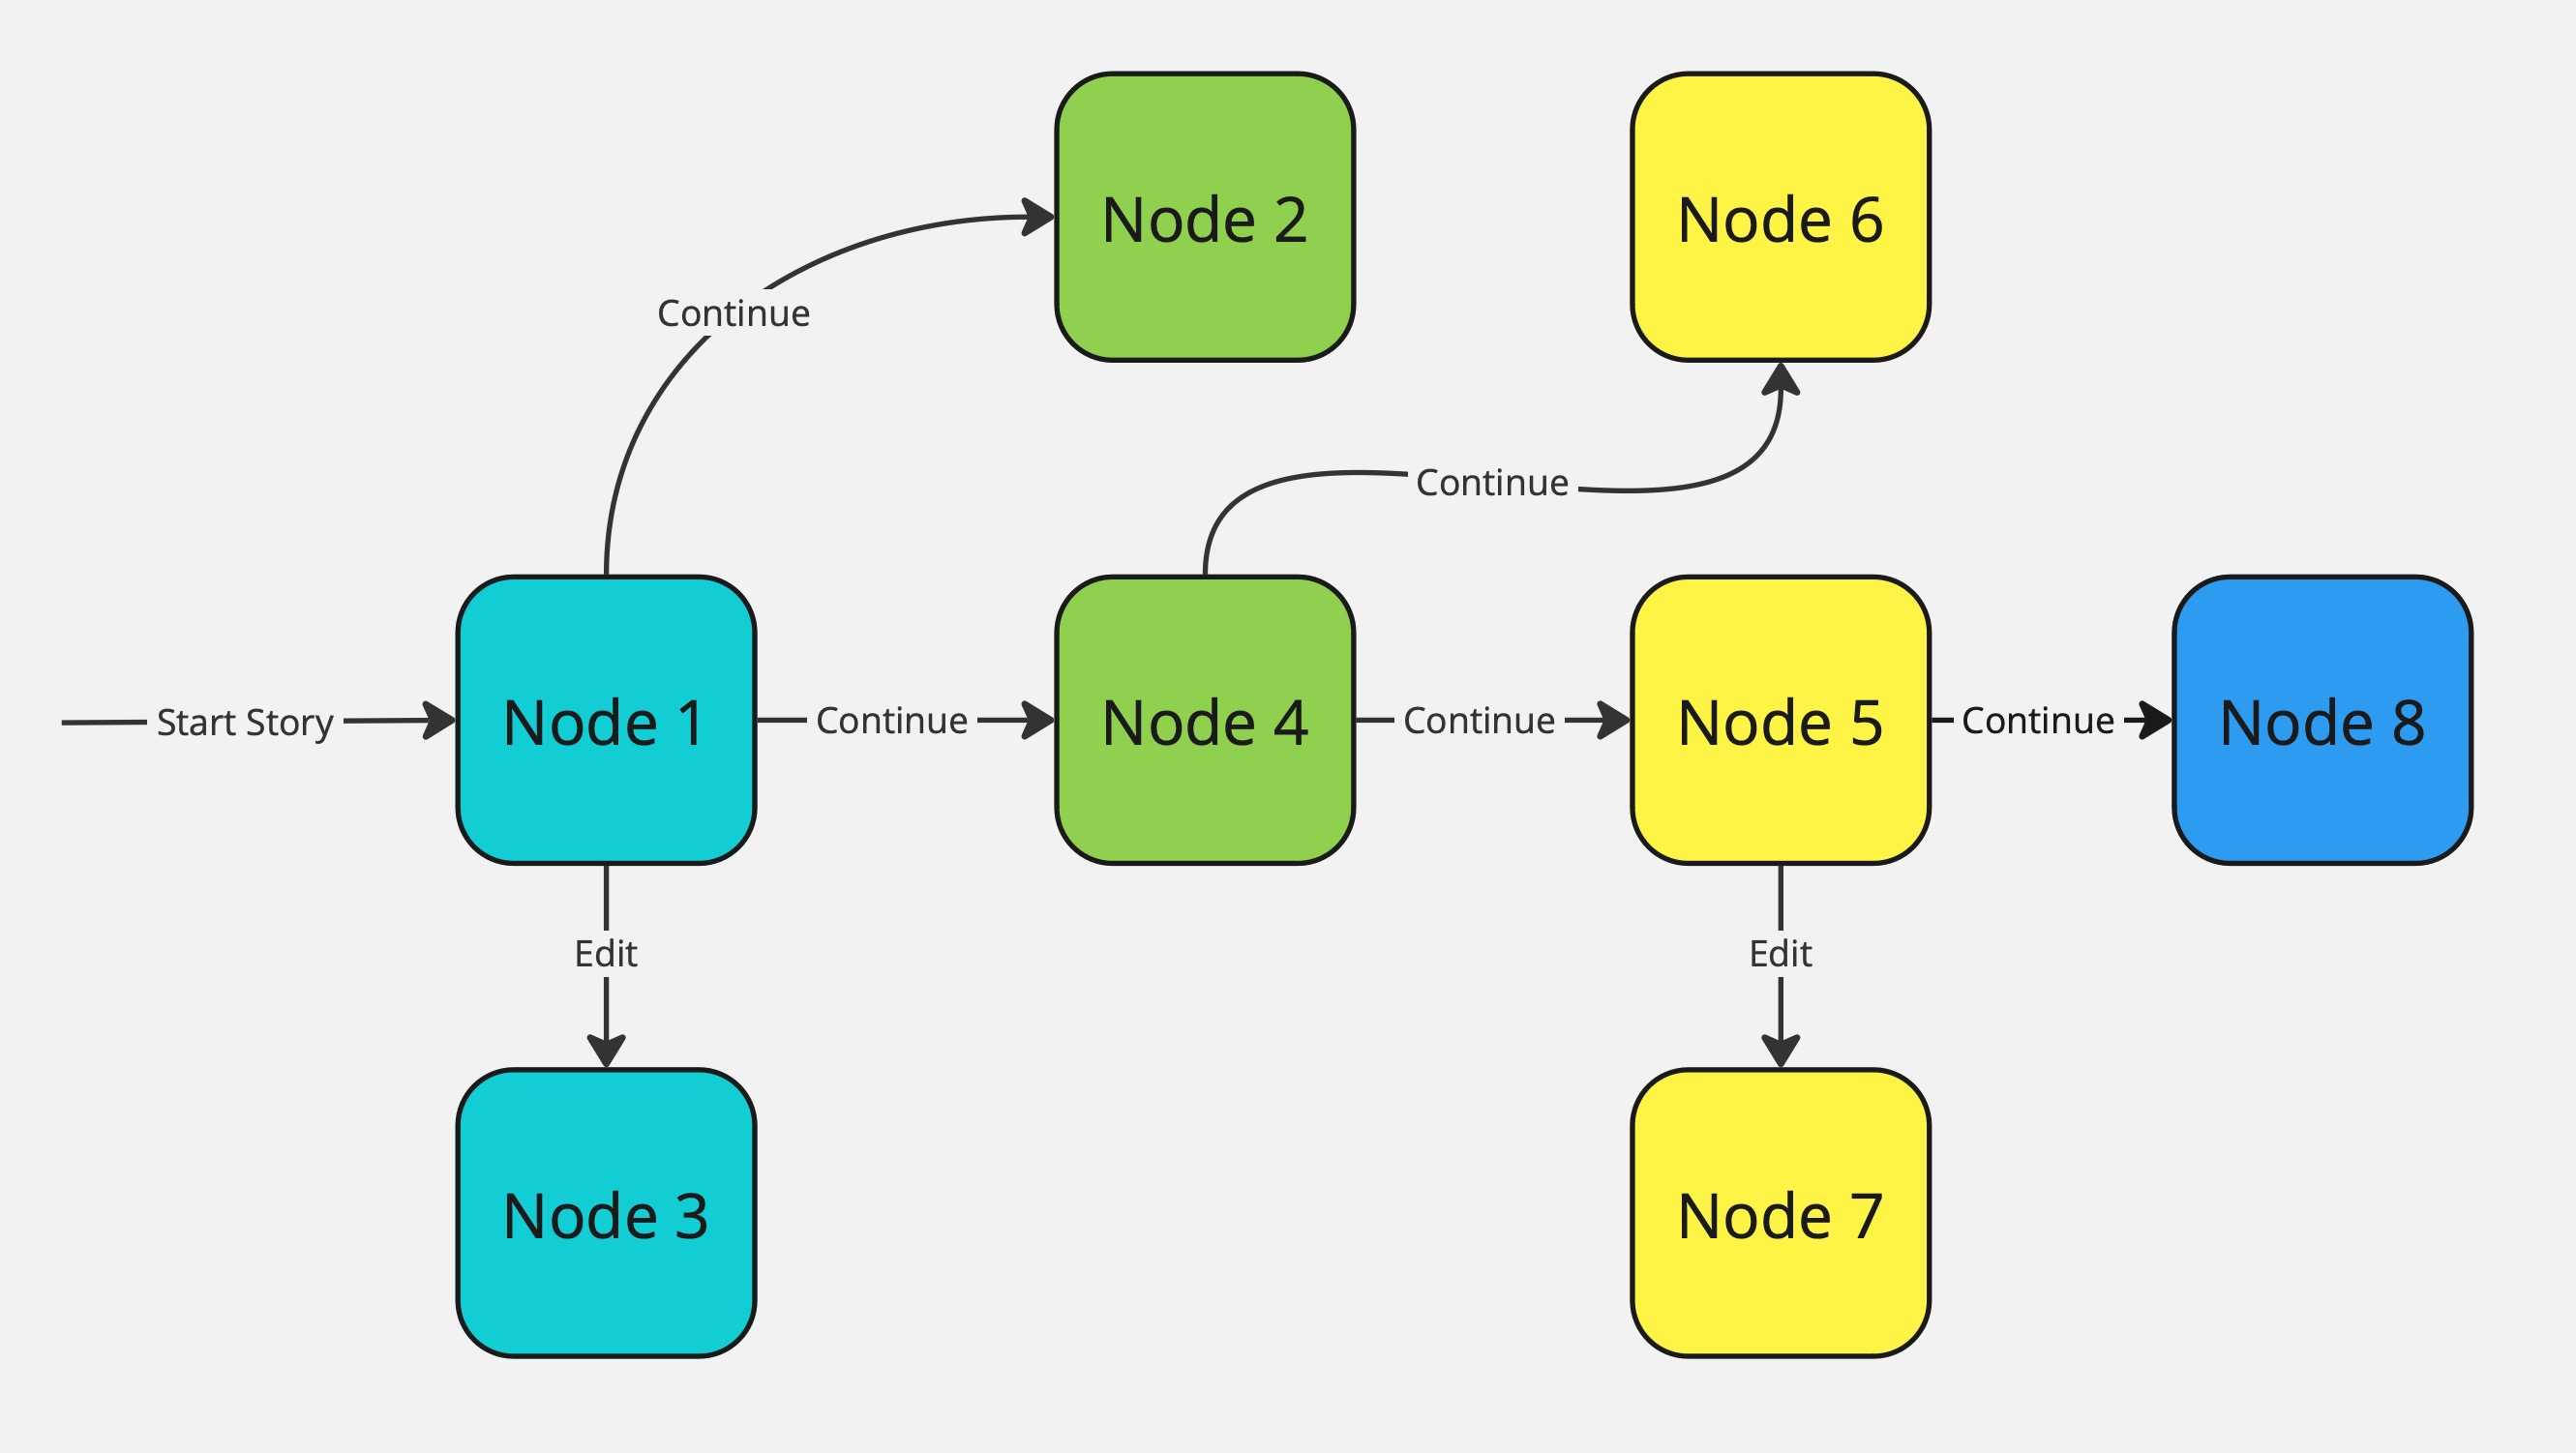 Node 2
Node 6
Continue
Continue
Start Story
Node 1
Continue
Node 4
Continue
Node 5
Continue
Node 8
Edit
Edit
Node 3
Node 7